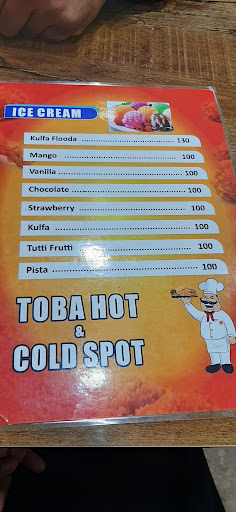 ICE CREAM
Kulfa Flooda ................................ 130
Mango ........................................ 100
Vanilla ........................................ 100
Chocolate .................................... 100
Strawberry .................................. 100
Kulfa ........................................... 100
Tutti Frutti .................................. 100
Pista ............................................ 100
TOBA HOT
&
COLD SPOT